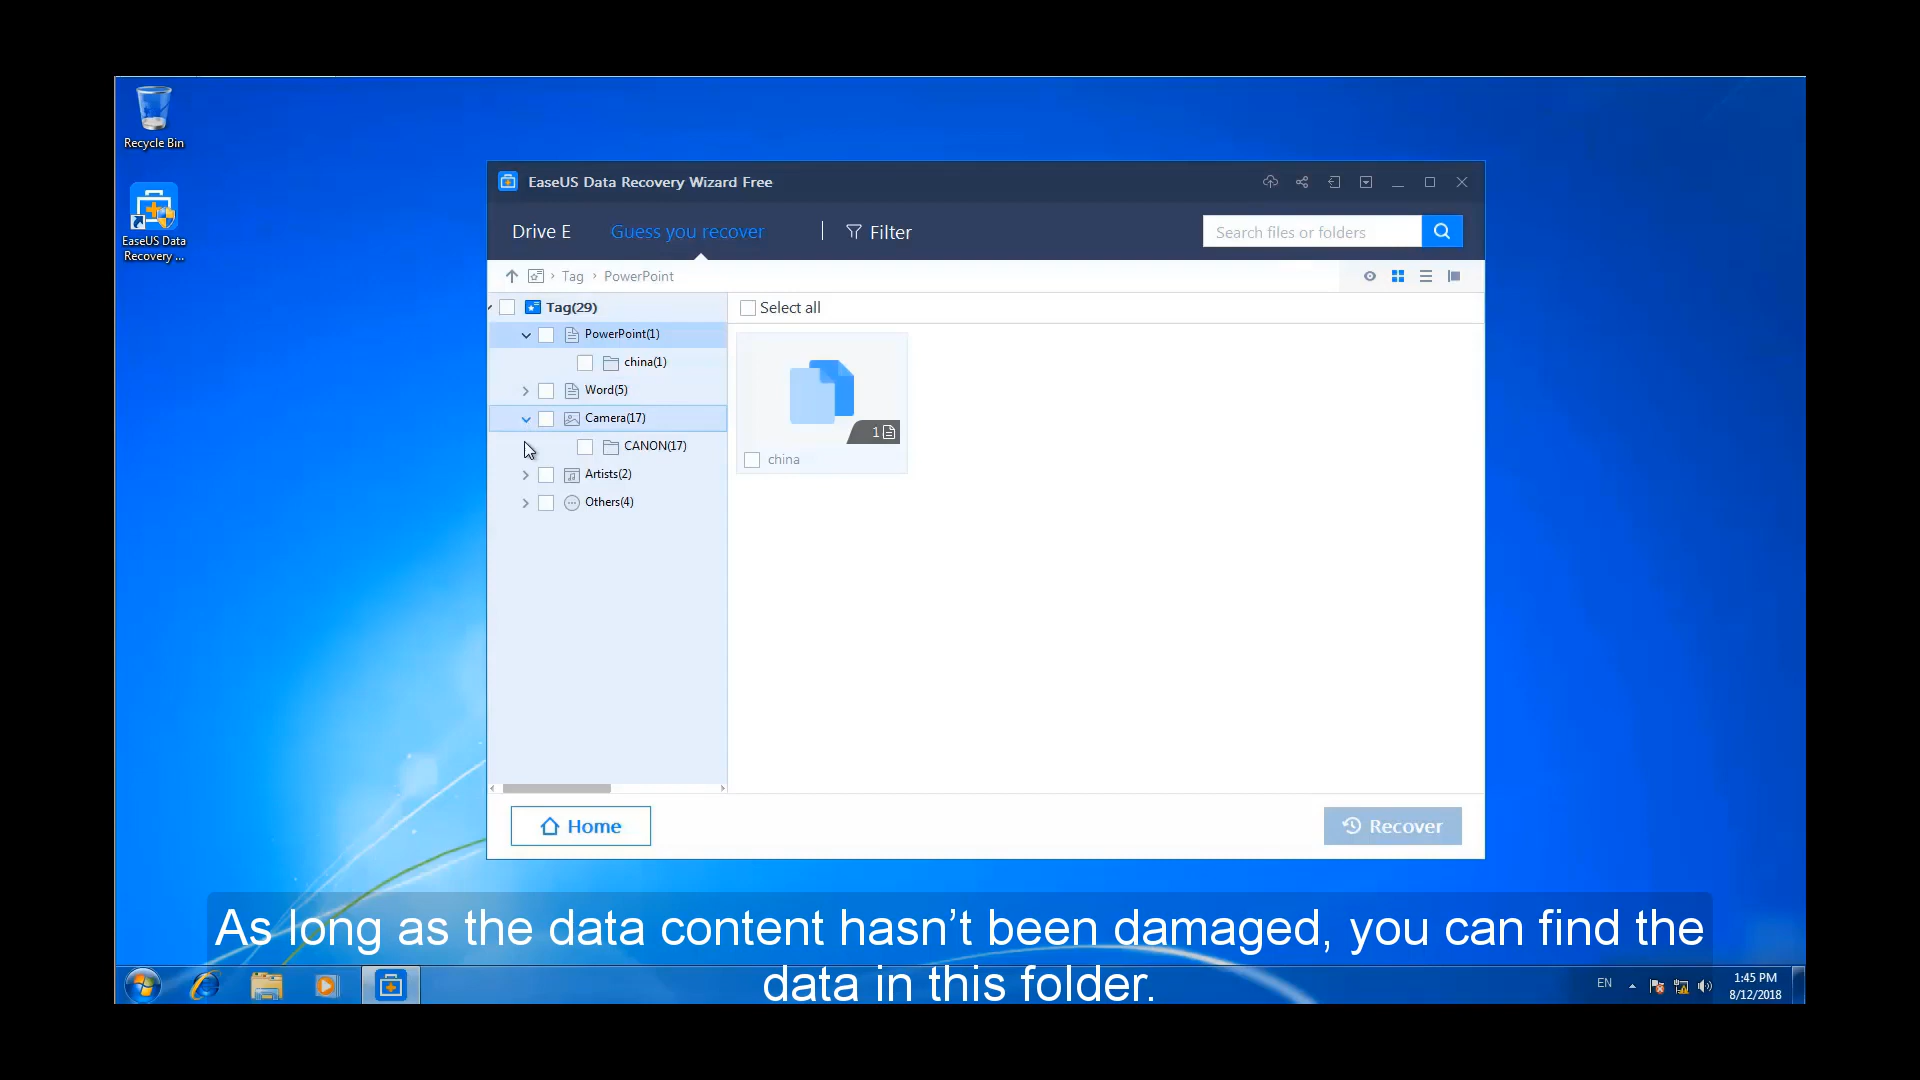 Recycle Bin
EaseUS Data
Recovery ...
EaseUS Data Recovery Wizard Free
Drive E
Guess you recover
Filter
Search files or folders
Tag
PowerPoint
Tag(29)
PowerPoint(1)
china(1)
Word(5)
Camera(17)
CANON(17)
Artists(2)
Others(4)
Select all
1
china
Home
Recover
As long as the data content hasn’t been damaged, you can find the
data in this folder.
EN
1:45 PM
8/12/2018